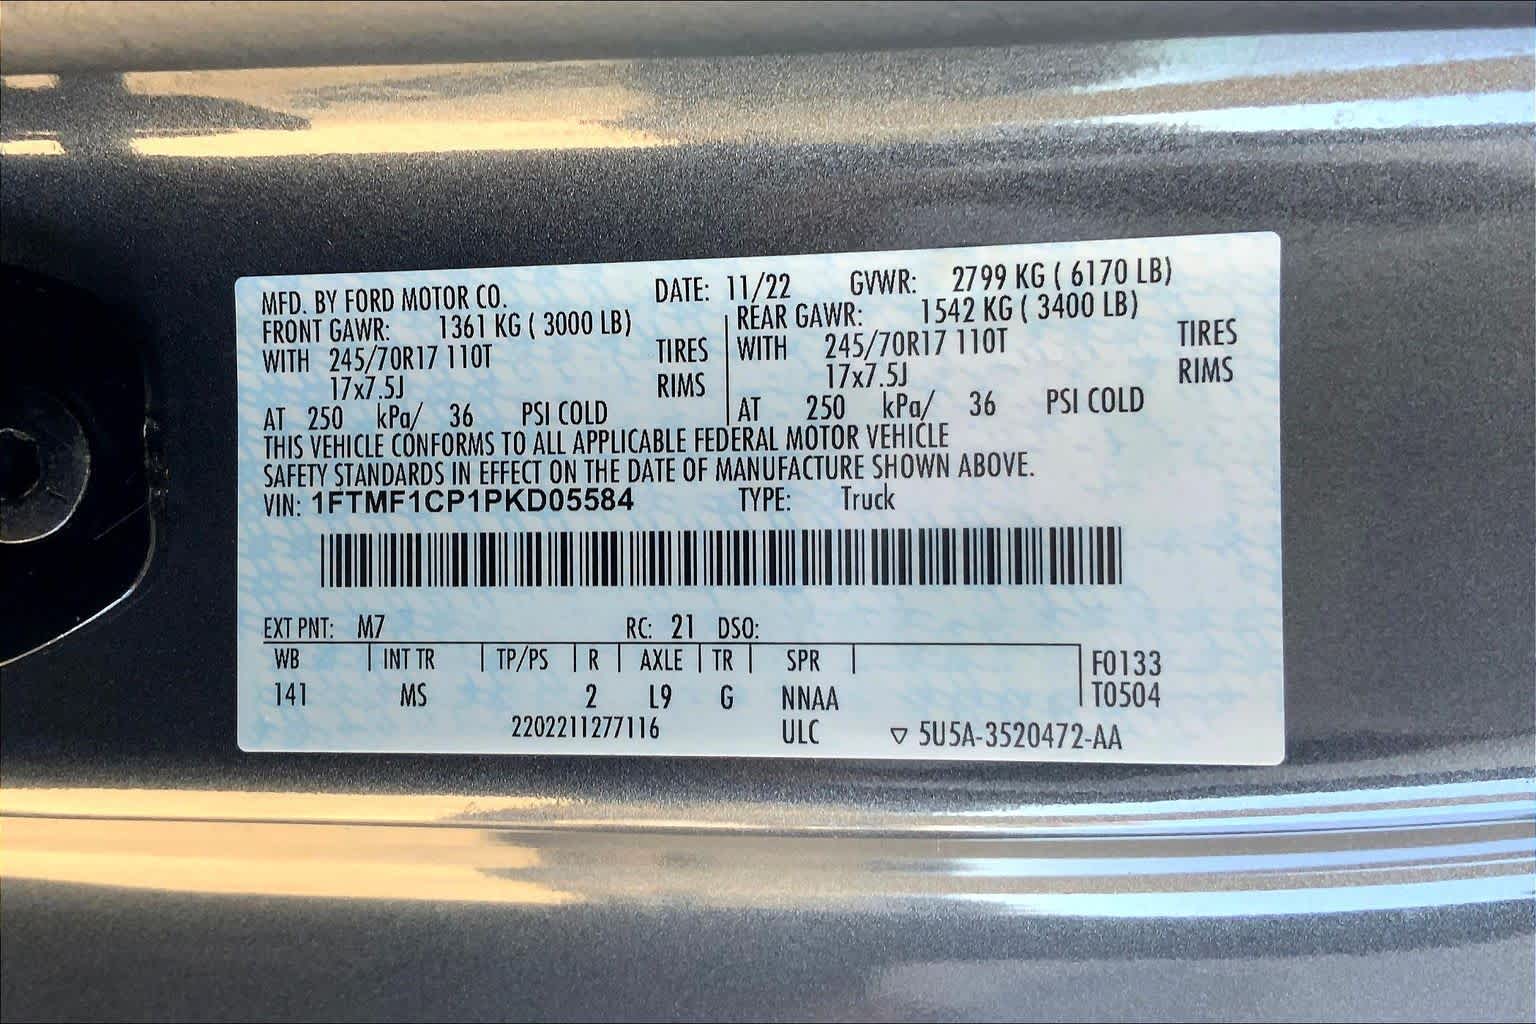 MFD. BY FORD MOTOR CO. DATE: 11/22 GVWR: 2799 KG ( 6170 LB)
FRONT GAWR: 1361 KG ( 3000 LB) REAR GAWR: 1542 KG ( 3400 LB)
WITH 245/70R17 110T TIRES WITH 245/70R17 110T TIRES
17x7.5J RIMS 17x7.5J RIMS
AT 250 kPa/ 36 PSI COLD AT 250 kPa/ 36 PSI COLD
THIS VEHICLE CONFORMS TO ALL APPLICABLE FEDERAL MOTOR VEHICLE
SAFETY STANDARDS IN EFFECT ON THE DATE OF MANUFACTURE SHOWN ABOVE.
VIN: 1FTMF1CP1PKD05584 TYPE: Truck
EXT PNT: M7 RC: 21 DSO:
WB INT TR TP/PS R AXLE TR SPR F0133
141 MS 2 L9 G NNAA T0504
2202211277116 ULC ▽ 5U5A-3520472-AA